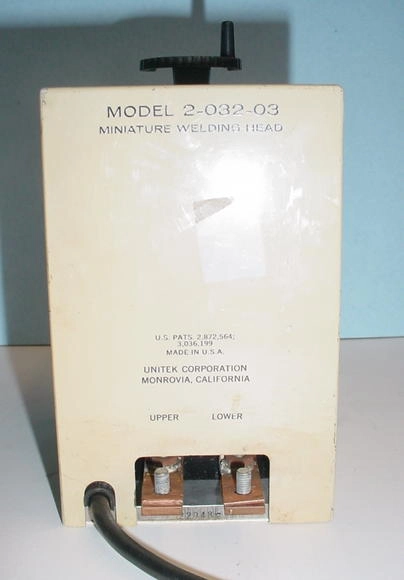 MODEL 2-032-03
MINIATURE WELDING HEAD
U.S. PATS. 2,872,564;
3,036,199
MADE IN U.S.A.
UNITEK CORPORATION
MONROVIA, CALIFORNIA
UPPER LOWER